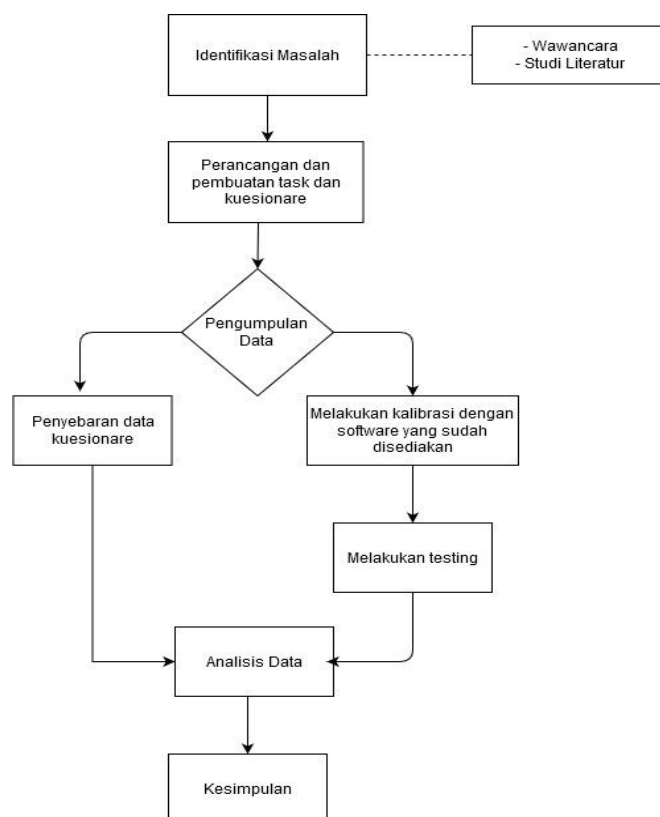 Identifikasi Masalah
- Wawancara
- Studi Literatur
Perancangan dan
pembuatan task dan
kuesionare
Pengumpulan
Data
Penyebaran data
kuesionare
Melakukan kalibrasi dengan
software yang sudah
disediakan
Melakukan testing
Analisis Data
Kesimpulan